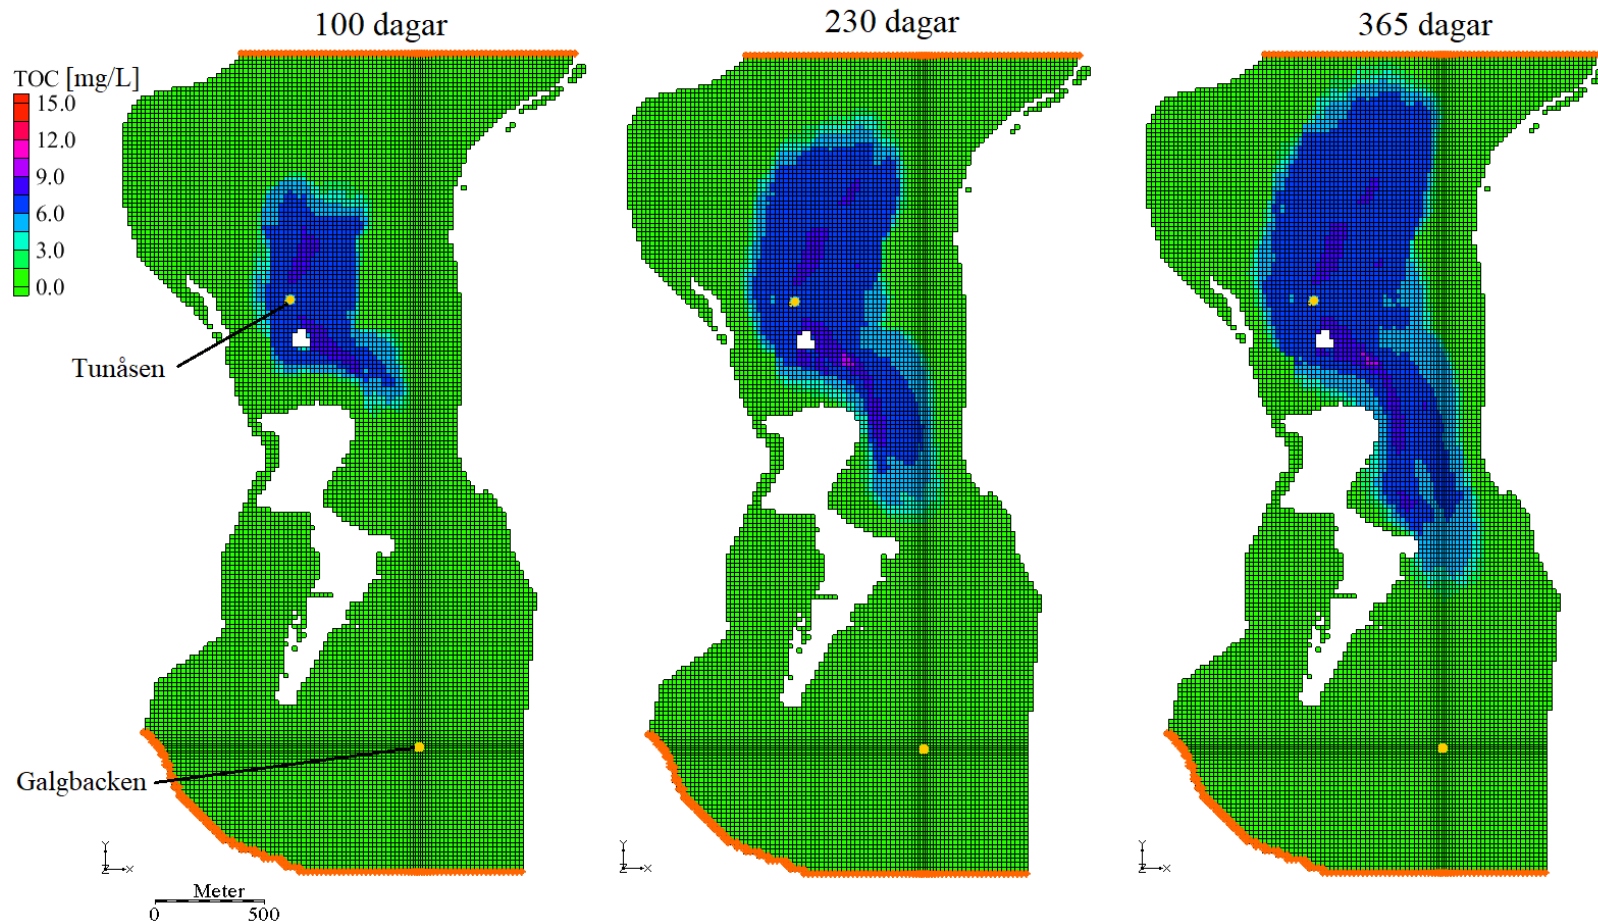 100 dagar
230 dagar
365 dagar
TOC [mg/L]
15.0
12.0
9.0
6.0
3.0
0.0
Tunåsen
Galgbacken
Y
Z X
Y
Z X
Y
Z X
Meter
0 500